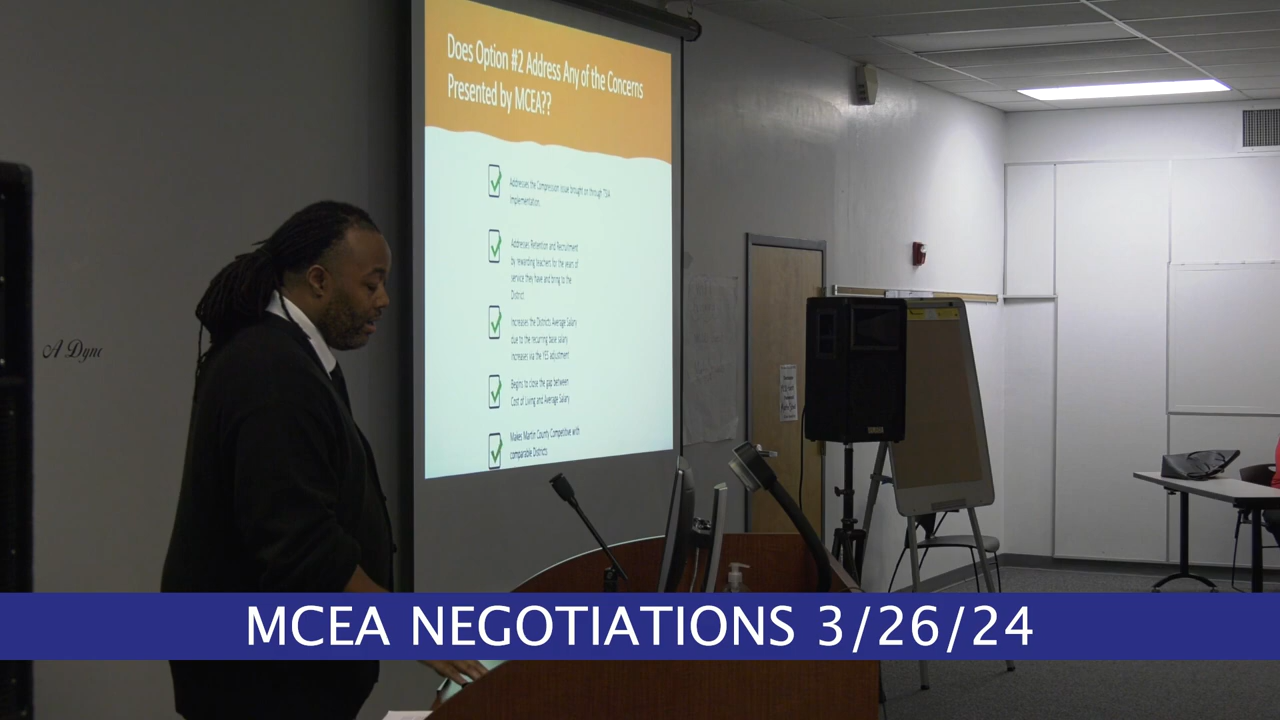 Does Option #2 Address Any of the Concerns
Presented by MCEA??
Addresses the Compression issue brought on through TSIA
implementation.
Addresses Retention and Recruitment
by rewarding teachers for the years of
service they have and bring to the
District
Increases the Districts Average Salary
due to the recurring base salary
increases via the YES adjustment
Begins to close the gap between
Cost of Living and Average Salary
Makes Martin County Competitive with
comparable Districts
A Dyna
MCEA NEGOTIATIONS 3/26/24